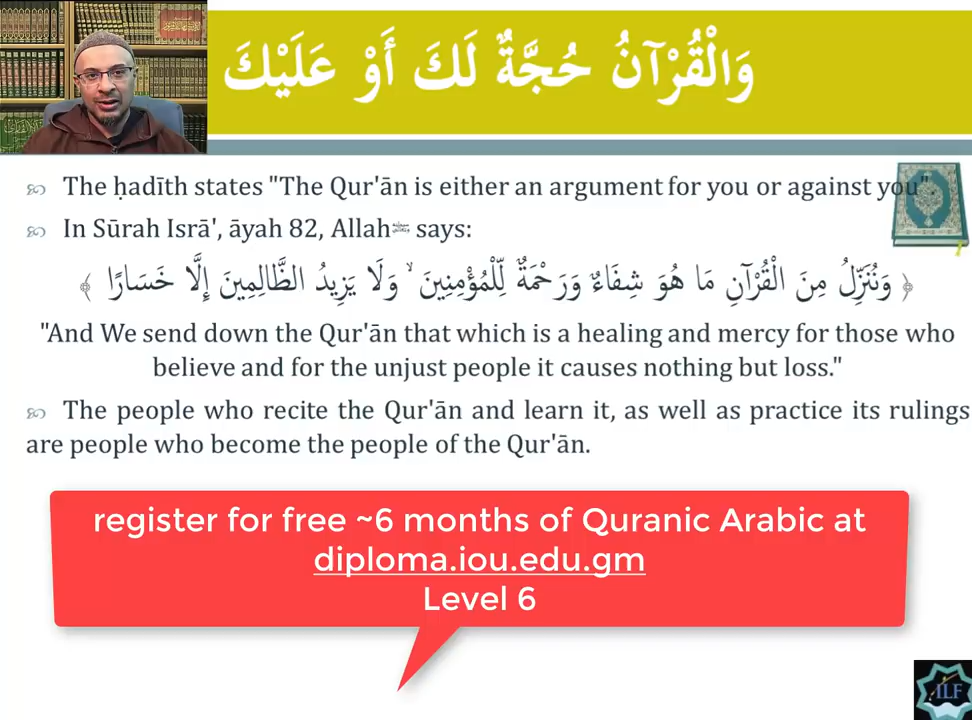 وَالْقُرْآنُ حُجَّةٌ لَكَ أَوْ عَلَيْكَ
The ḥadīth states "The Qur'ān is either an argument for you or against you".
In Sūrah Isrā', āyah 82, Allah says:
﴿ وَنُنَزِّلُ مِنَ الْقُرْآنِ مَا هُوَ شِفَاءٌ وَرَحْمَةٌ لِّلْمُؤْمِنِينَ ۙ وَلَا يَزِيدُ الظَّالِمِينَ إِلَّا خَسَارًا ﴾
"And We send down the Qur'ān that which is a healing and mercy for those who
believe and for the unjust people it causes nothing but loss."
The people who recite the Qur'ān and learn it, as well as practice its rulings
are people who become the people of the Qur'ān.
register for free ~6 months of Quranic Arabic at
diploma.iou.edu.gm
Level 6
ILF